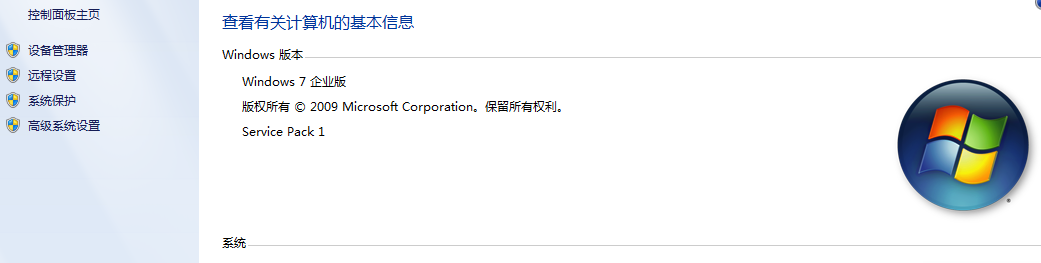 控制面板主页
设备管理器
远程设置
系统保护
高级系统设置
查看有关计算机的基本信息
Windows 版本
Windows 7 企业版
版权所有 © 2009 Microsoft Corporation。保留所有权利。
Service Pack 1
系统